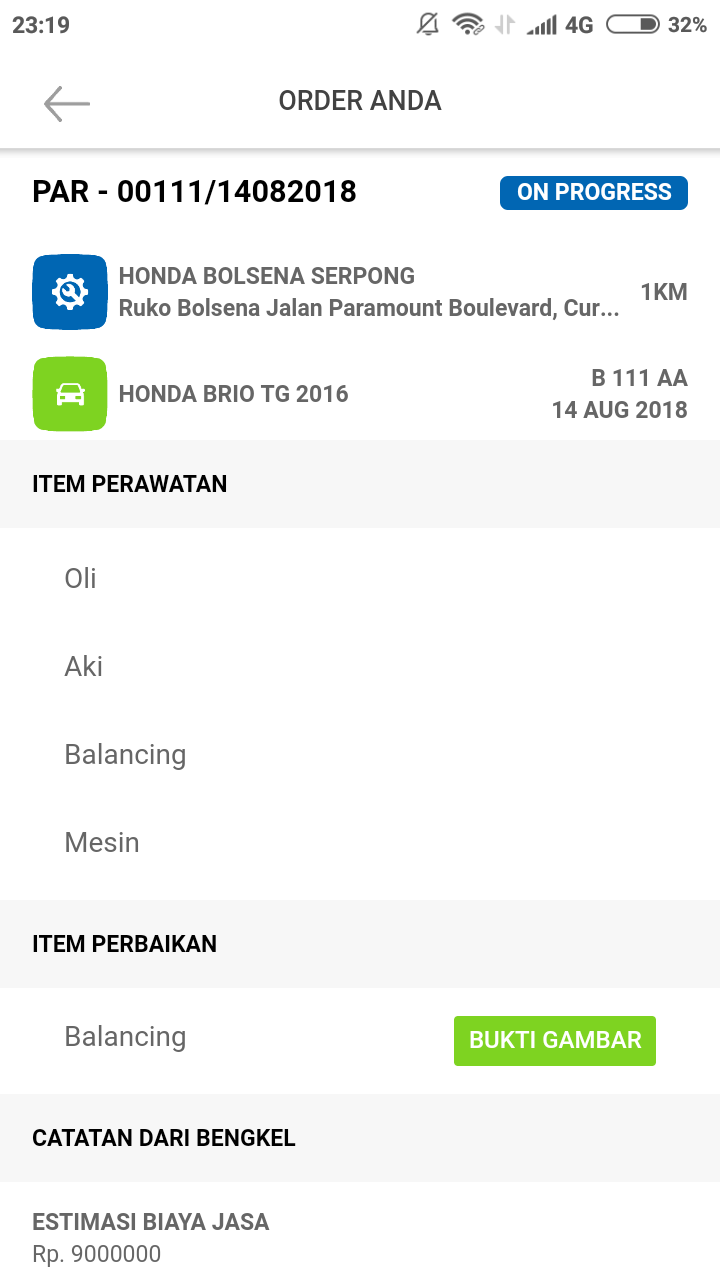 23:19 4G 32%
ORDER ANDA
PAR - 00111/14082018 ON PROGRESS
HONDA BOLSENA SERPONG
Ruko Bolsena Jalan Paramount Boulevard, Cur... 1KM
HONDA BRIO TG 2016 B 111 AA
14 AUG 2018
ITEM PERAWATAN
Oli
Aki
Balancing
Mesin
ITEM PERBAIKAN
Balancing BUKTI GAMBAR
CATATAN DARI BENGKEL
ESTIMASI BIAYA JASA
Rp. 9000000